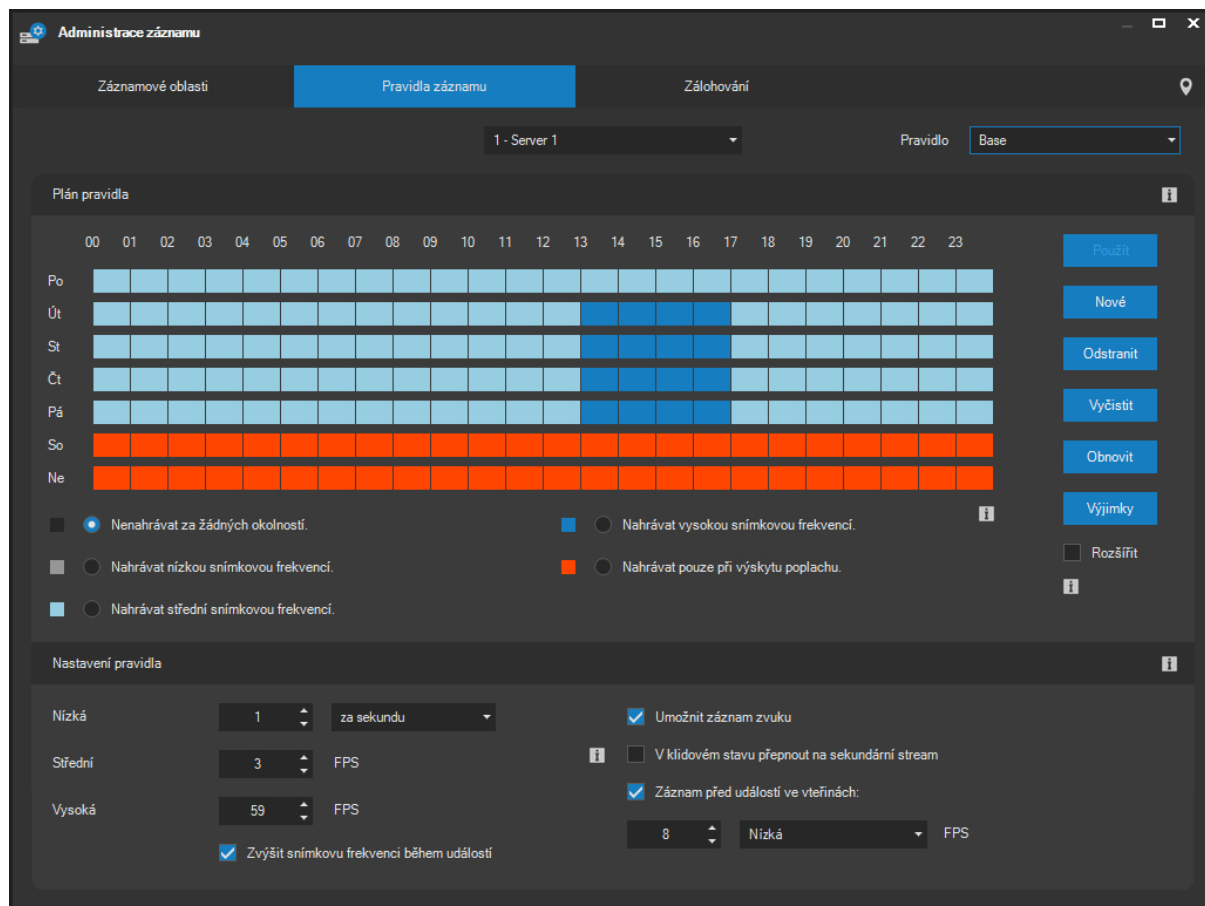 Administrace záznamu
Záznamové oblasti Pravidla záznamu Zálohování
1 - Server 1 Pravidlo Base
Plán pravidla
00 01 02 03 04 05 06 07 08 09 10 11 12 13 14 15 16 17 18 19 20 21 22 23
Po
Út
St
Čt
Pá
So
Ne
Použít
Nové
Odstranit
Vyčistit
Obnovit
Výjimky
Rozšířit
Nenahrávat za žádných okolností.
Nahrávat nízkou snímkovou frekvencí.
Nahrávat střední snímkovou frekvencí.
Nahrávat vysokou snímkovou frekvencí.
Nahrávat pouze při výskytu poplachu.
Nastavení pravidla
Nízká 1 za sekundu
Střední 3 FPS
Vysoká 59 FPS
Zvýšit snímkovu frekvenci během událostí
Umožnit záznam zvuku
V klidovém stavu přepnout na sekundární stream
Záznam před událostí ve vteřinách:
8 Nízká FPS